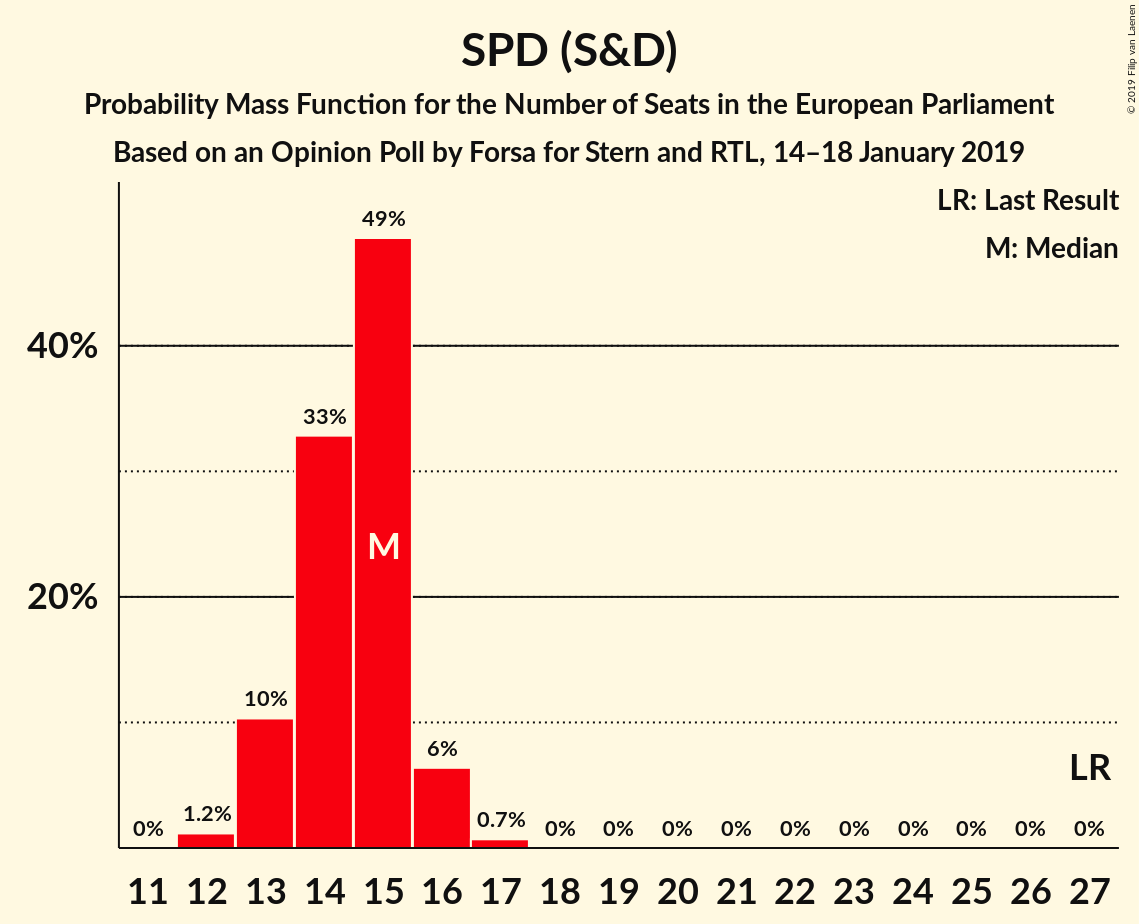 SPD (S&D)
Probability Mass Function for the Number of Seats in the European Parliament
Based on an Opinion Poll by Forsa for Stern and RTL, 14–18 January 2019
© 2019 Filip van Laenen
LR: Last Result
M: Median
40%
20%
0%
1.2%
10%
33%
49%
M
6%
0.7%
0%
0%
0%
0%
0%
0%
0%
0%
0%
0%
LR
11 12 13 14 15 16 17 18 19 20 21 22 23 24 25 26 27